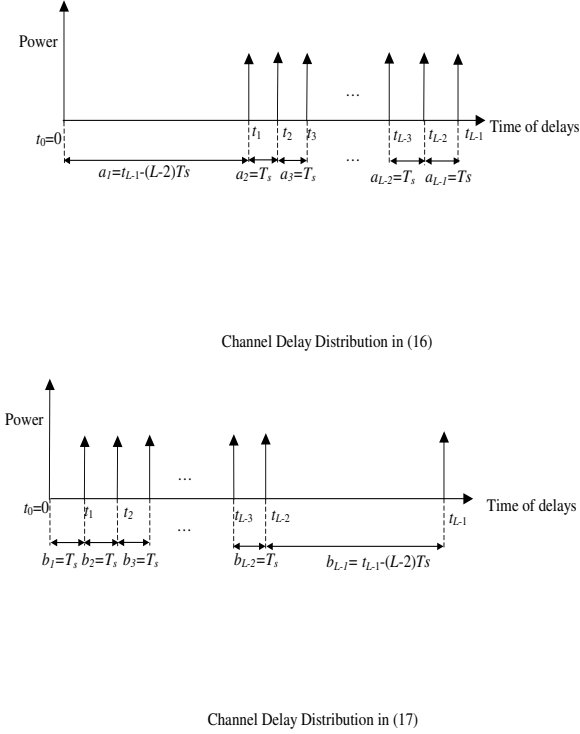 Power
...
t0=0 t1 t2 t3 tL-3 tL-2 tL-1 Time of delays
a1=tL-1-(L-2)Ts a2=Ts a3=Ts ... aL-2=Ts aL-1=Ts
Channel Delay Distribution in (16)
Power
...
t0=0 t1 t2 tL-3 tL-2 tL-1 Time of delays
...
b1=Ts b2=Ts b3=Ts bL-2=Ts bL-1= tL-1-(L-2)Ts
Channel Delay Distribution in (17)